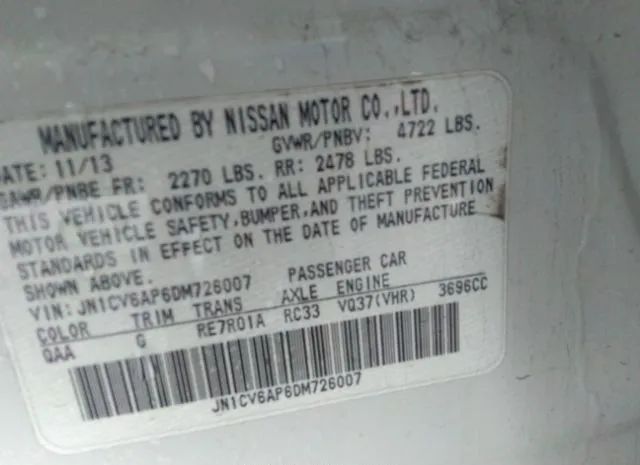 MANUFACTURED BY NISSAN MOTOR CO.,LTD.
DATE: 11/13 GVWR/PNBV: 4722 LBS.
GAWR/PNBE FR: 2270 LBS. RR: 2478 LBS.
THIS VEHICLE CONFORMS TO ALL APPLICABLE FEDERAL
MOTOR VEHICLE SAFETY,BUMPER,AND THEFT PREVENTION
STANDARDS IN EFFECT ON THE DATE OF MANUFACTURE
SHOWN ABOVE.
VIN: JN1CV6AP6DM726007 PASSENGER CAR
COLOR TRIM TRANS AXLE ENGINE
QAA G RE7R01A RC33 VQ37(VHR) 3696CC
JN1CV6AP6DM726007